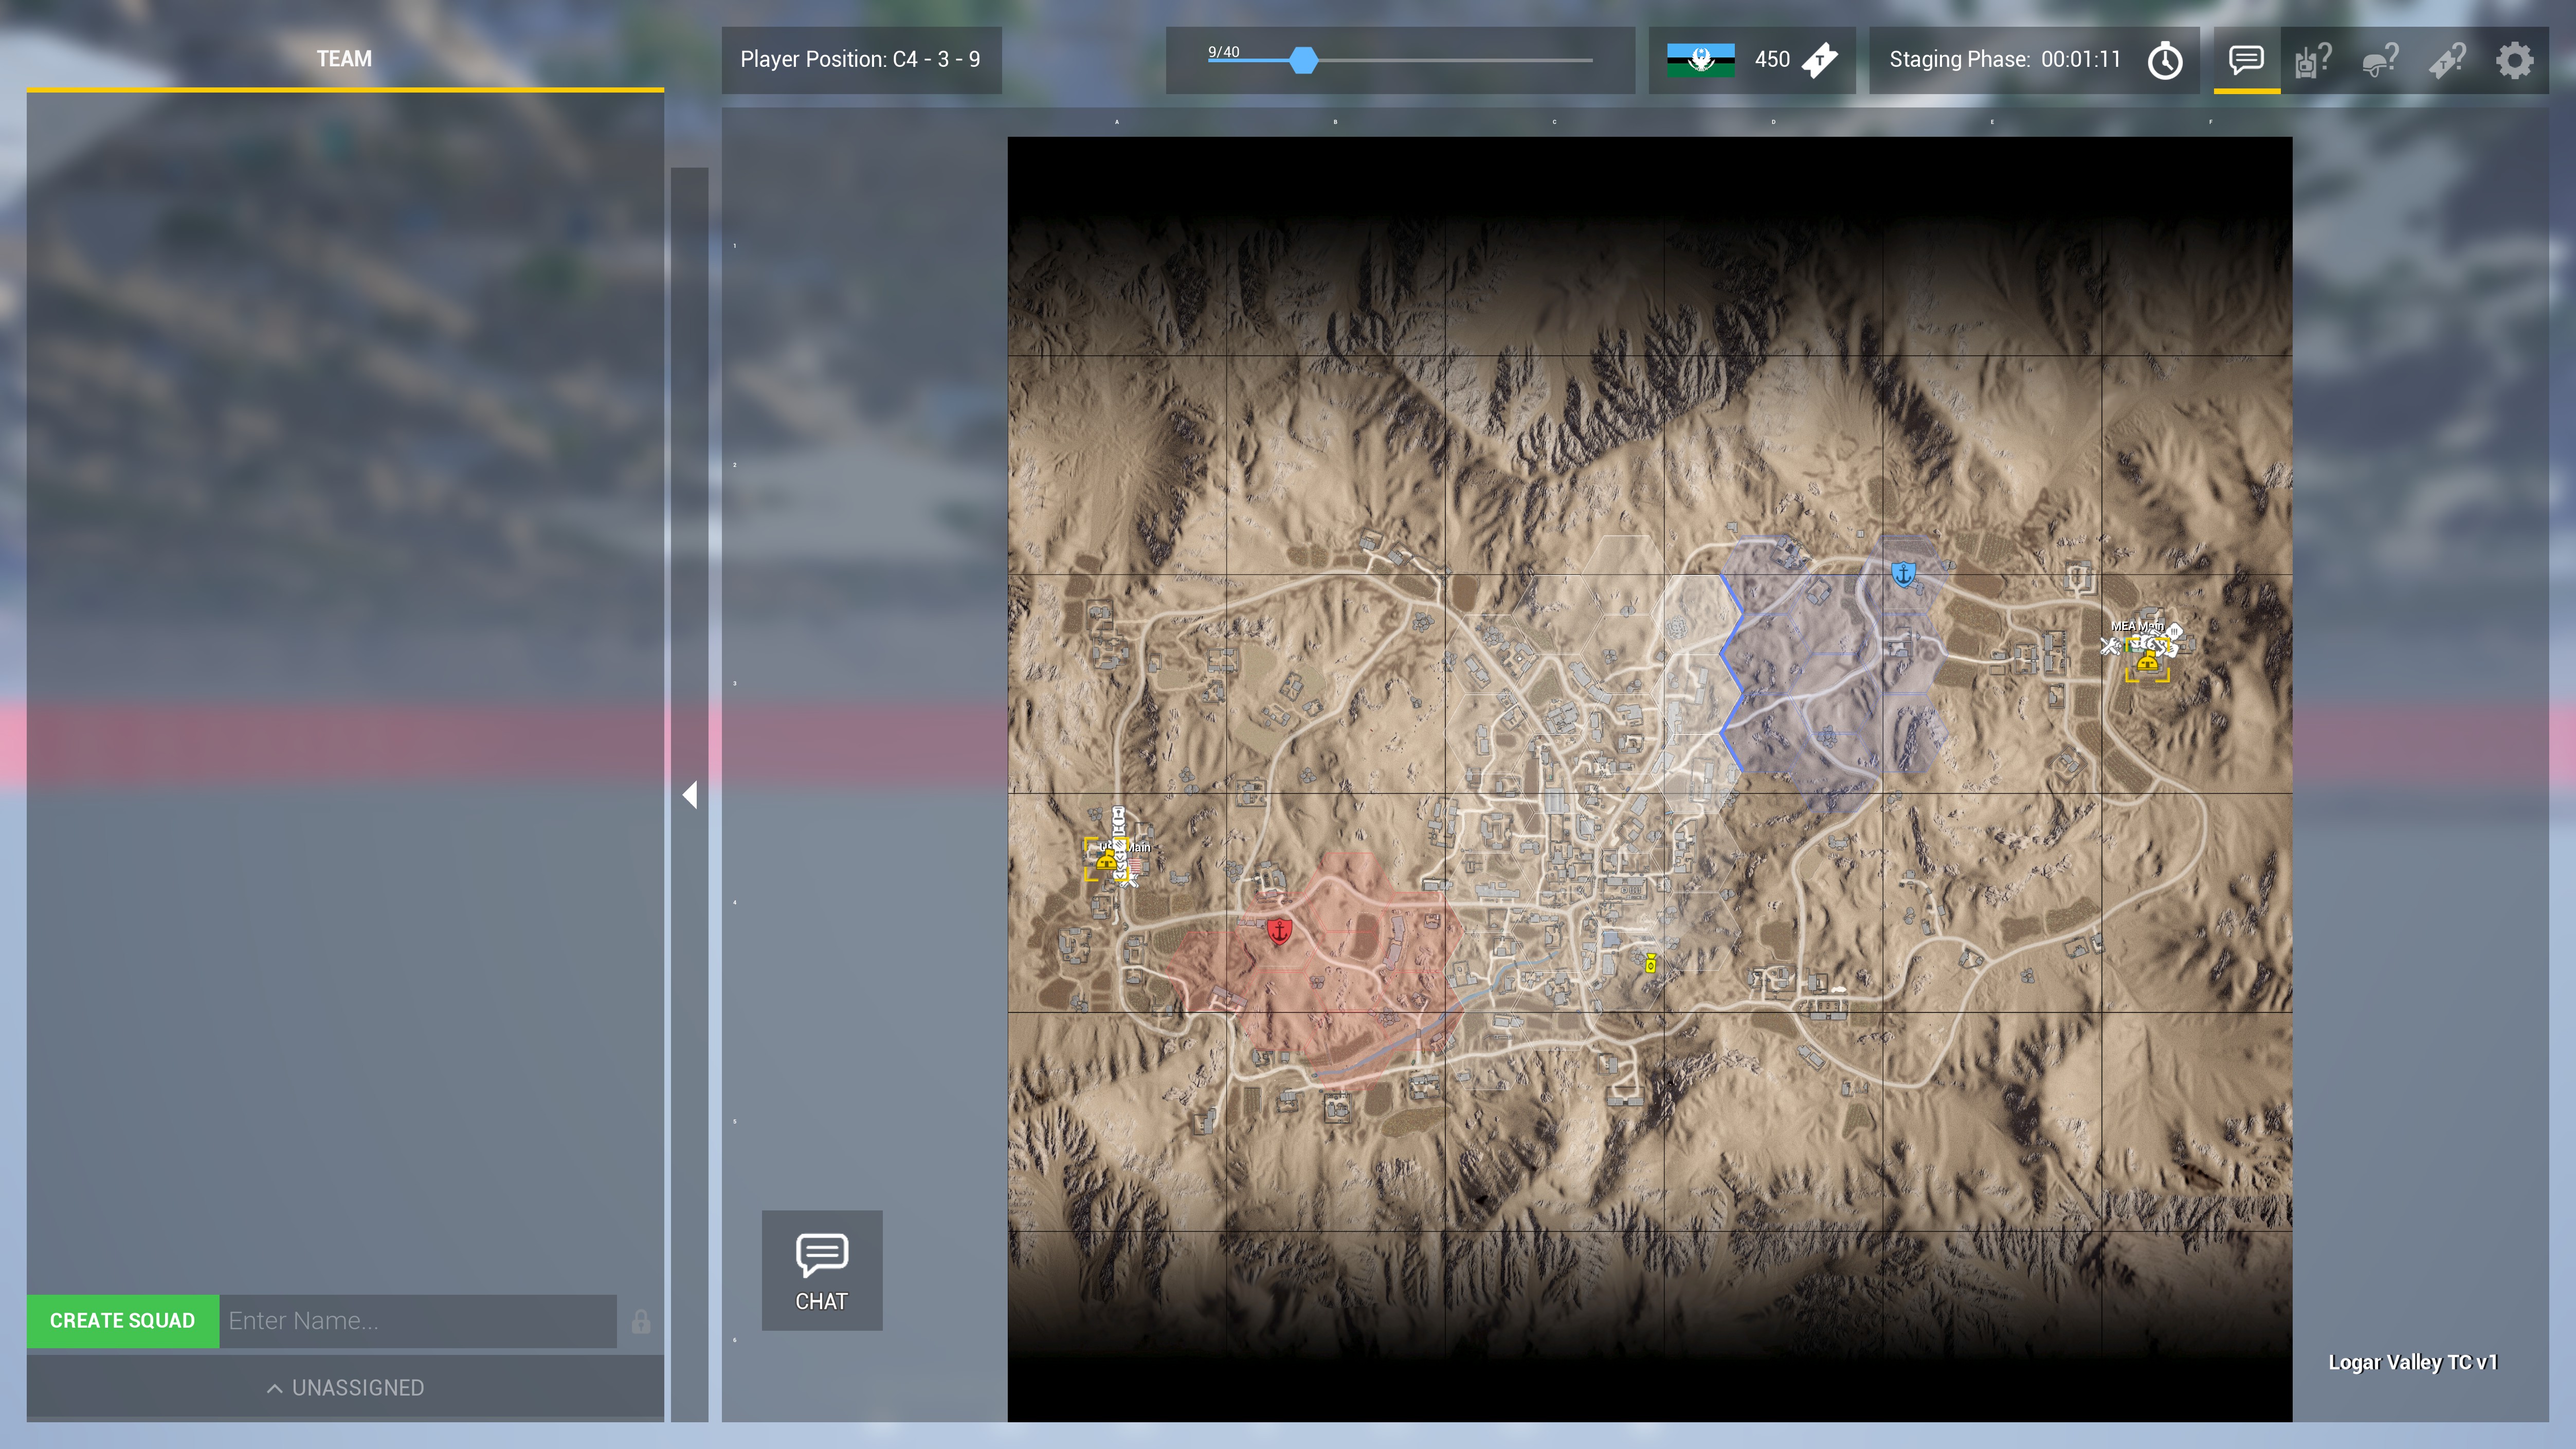 TEAM
Player Position: C4 - 3 - 9
9/40
450
T
Staging Phase: 00:01:11
? ? T ?
A B C D E F
1
2
3
MEA Main
Main
4
5
6
CHAT
CREATE SQUAD Enter Name...
UNASSIGNED
Logar Valley TC v1